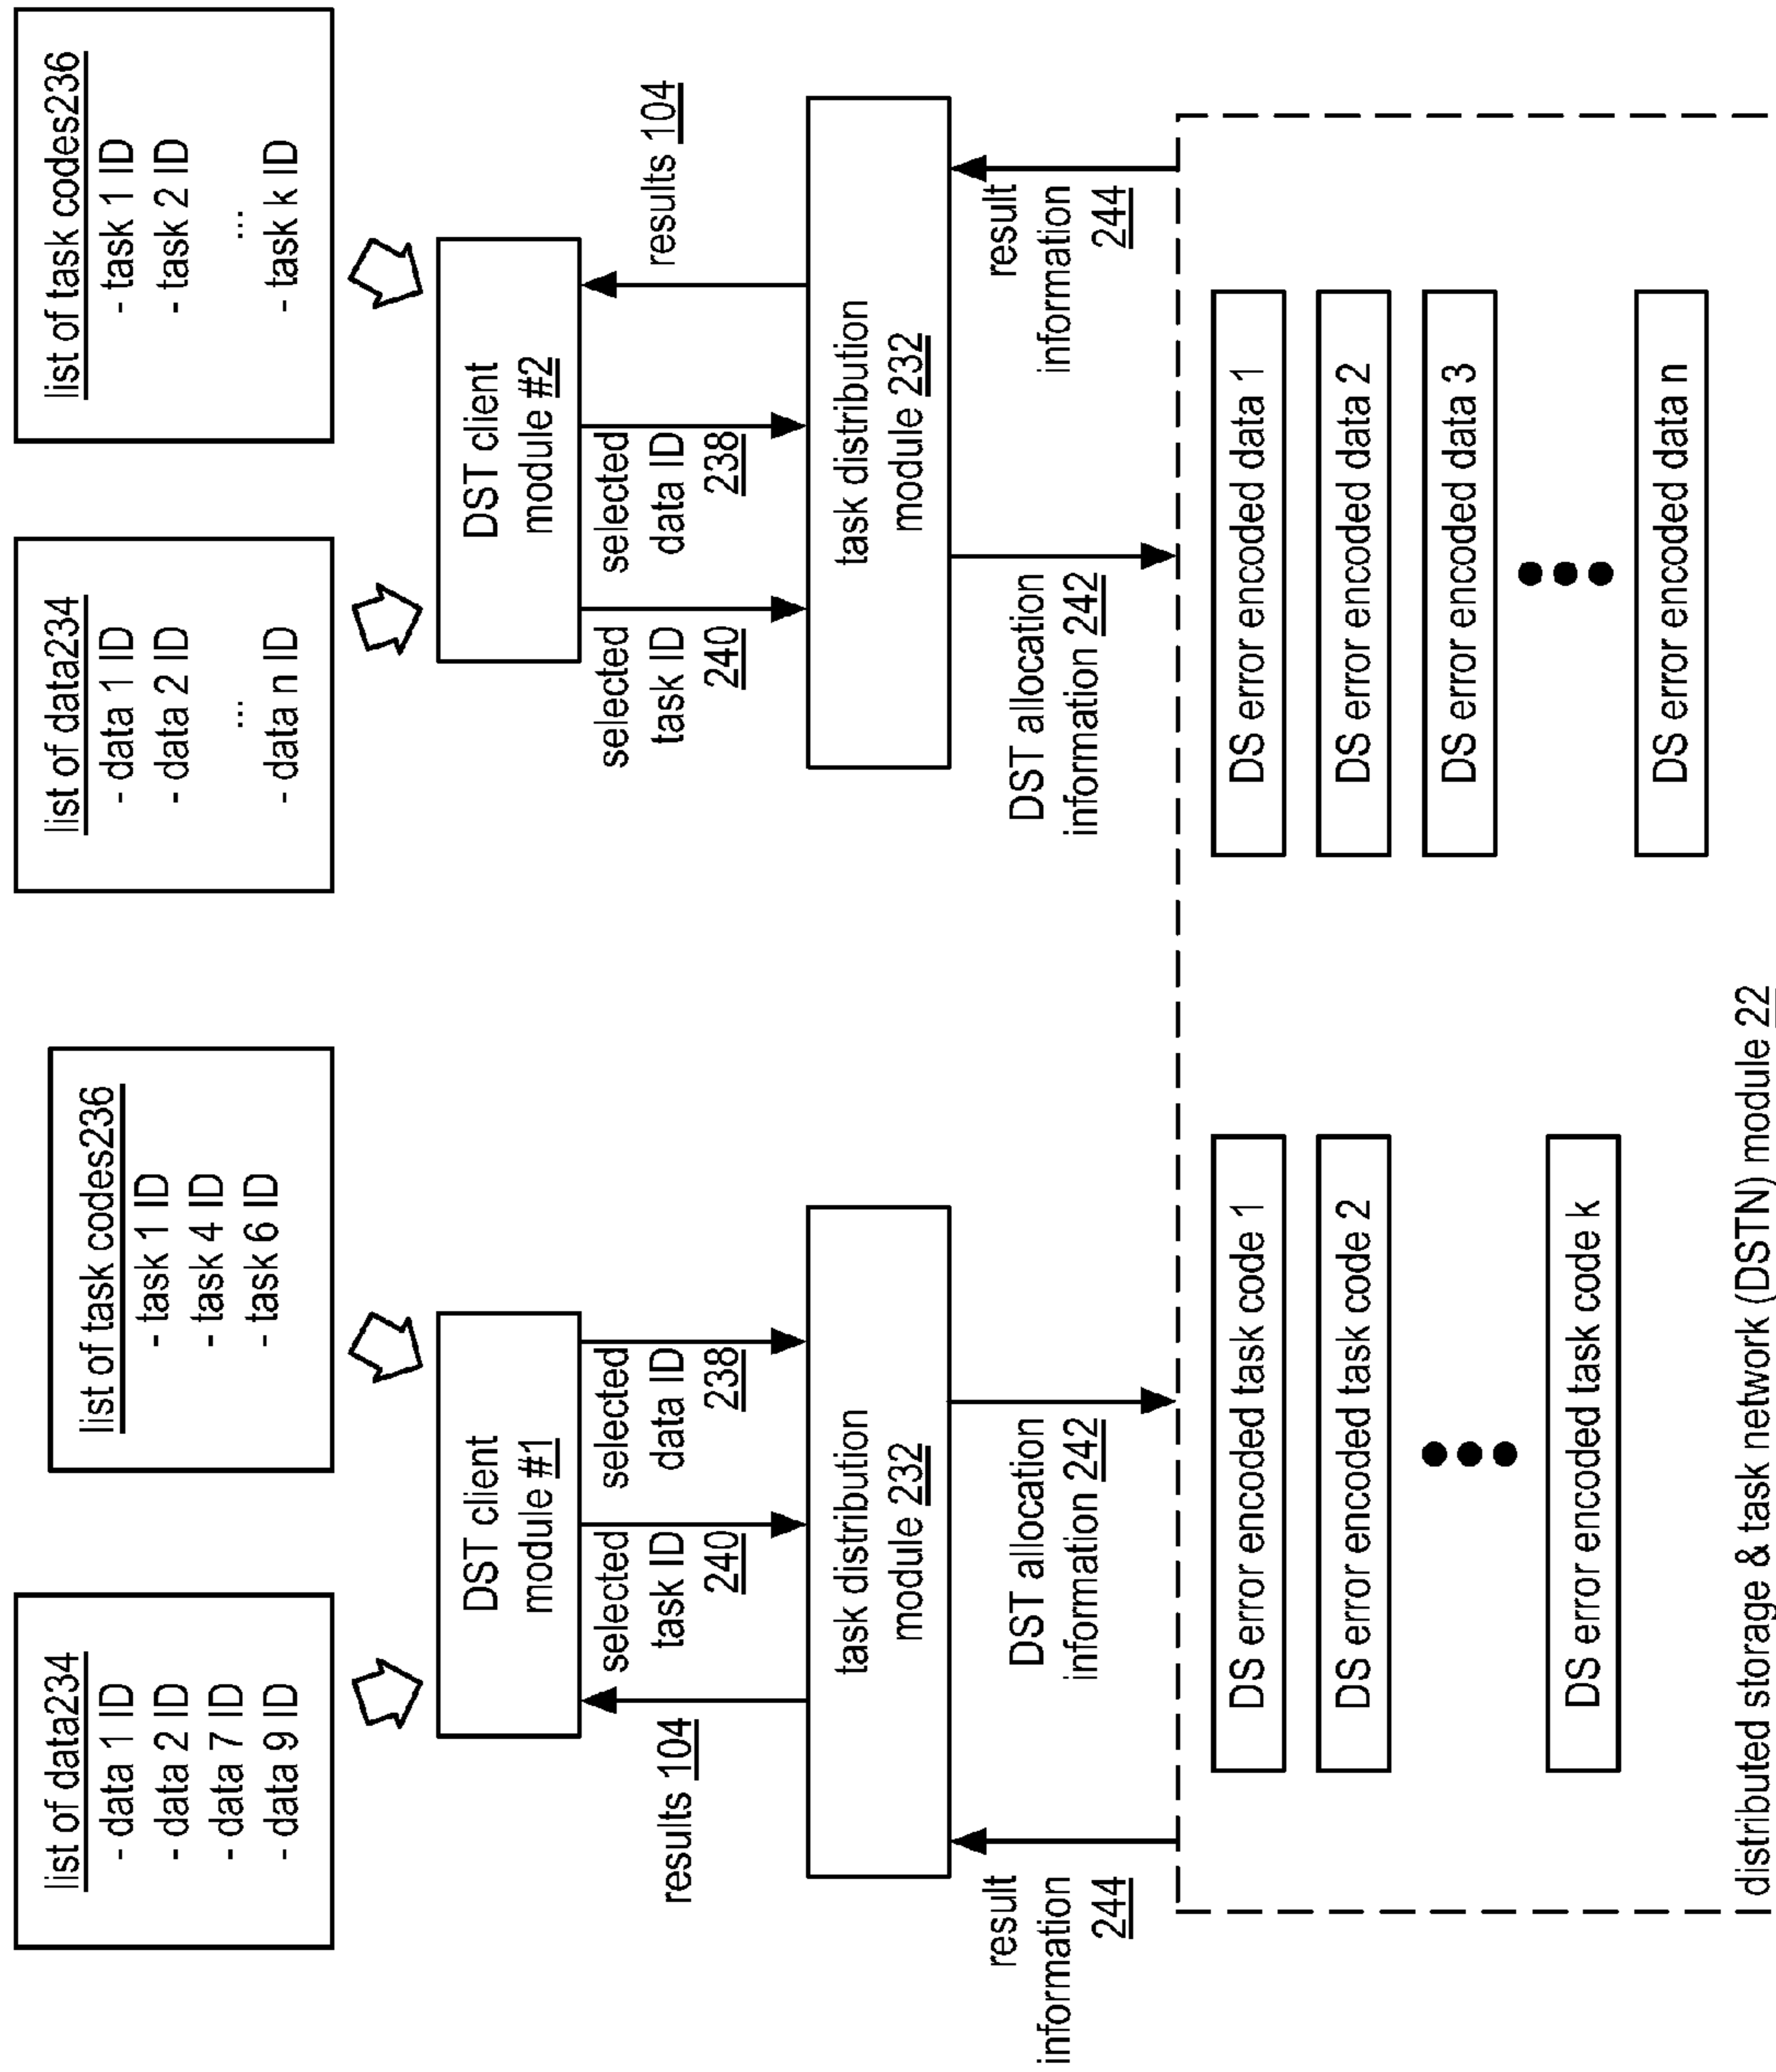 list of data234
- data 1 ID
- data 2 ID
- data 7 ID
- data 9 ID
list of task codes236
- task 1 ID
- task 4 ID
- task 6 ID
list of data234
- data 1 ID
- data 2 ID
...
- data n ID
list of task codes236
- task 1 ID
- task 2 ID
...
- task k ID
DST client
module #1
DST client
module #2
results 104
selected
task ID
240
selected
data ID
238
selected
task ID
240
selected
data ID
238
results 104
task distribution
module 232
task distribution
module 232
result
information
244
DST allocation
information 242
DST allocation
information 242
result
information
244
DS error encoded task code 1
DS error encoded task code 2
DS error encoded task code k
DS error encoded data 1
DS error encoded data 2
DS error encoded data 3
DS error encoded data n
distributed storage & task network (DSTN) module 22